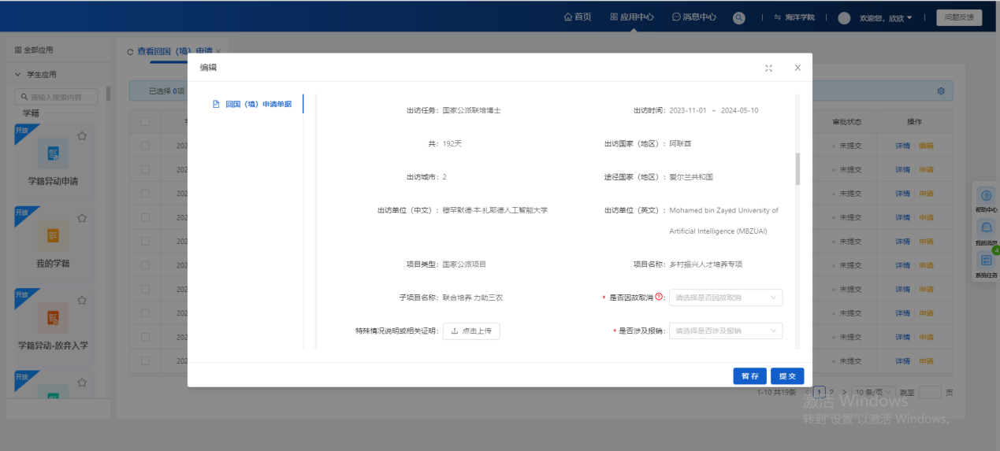 首页 应用中心 消息中心 海洋学院 欢迎您，欣欣 问题反馈
全部应用
学生应用
请输入搜索内容
学籍
开放
学籍异动申请
开放
我的学籍
开放
学籍异动-放弃入学
开放
查看回国（境）申请
已选择 0项
审批状态 操作
202 未提交 详情 编辑
202 未提交 详情 申请
202 未提交 详情 申请
202 未提交 详情 申请
202 未提交 详情 申请
202 未提交 详情 申请
202 未提交 详情 申请
202 未提交 详情 申请
202 未提交 详情 申请
202 未提交 详情 申请
1-10 共19条 1 2 10 条/页 跳至 页
编辑
回国（境）申请单据
出访任务: 国家公派联培博士 出访时间: 2023-11-01 ~ 2024-05-10
共: 192天 出访国家（地区）: 阿联酋
出访城市: 2 途径国家（地区）: 爱尔兰共和国
出访单位（中文）: 穆罕默德·本·扎耶德人工智能大学 出访单位（英文）: Mohamed bin Zayed University of
Artificial Intelligence (MBZUAI)
项目类型: 国家公派项目 项目名称: 乡村振兴人才培养专项
子项目名称: 联合培养 力助三农 * 是否因故取消: 请选择是否因故取消
特殊情况说明或相关证明: 点击上传 * 是否涉及报销: 请选择是否涉及报销
暂存 提交
帮助中心
我的消息
4
系统任务
激活 Windows
转到"设置"以激活 Windows。